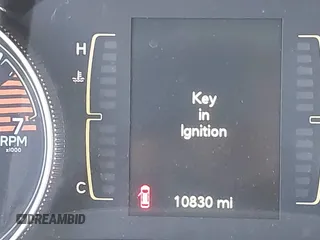 H
Key
in
Ignition
7
RPM
x1000
C
10830 mi
DREAMBID